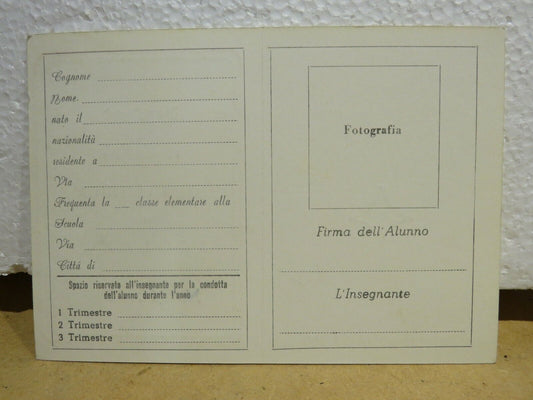 Cognome
Nome
nato il
nazionalità
residente a
Via
Frequenta la ___ classe elementare alla
Scuola
Via
Città di
Spazio riservato all'insegnante per la condotta
dell'alunno durante l'anno
1 Trimestre
2 Trimestre
3 Trimestre
Fotografia
Firma dell'Alunno
L'Insegnante